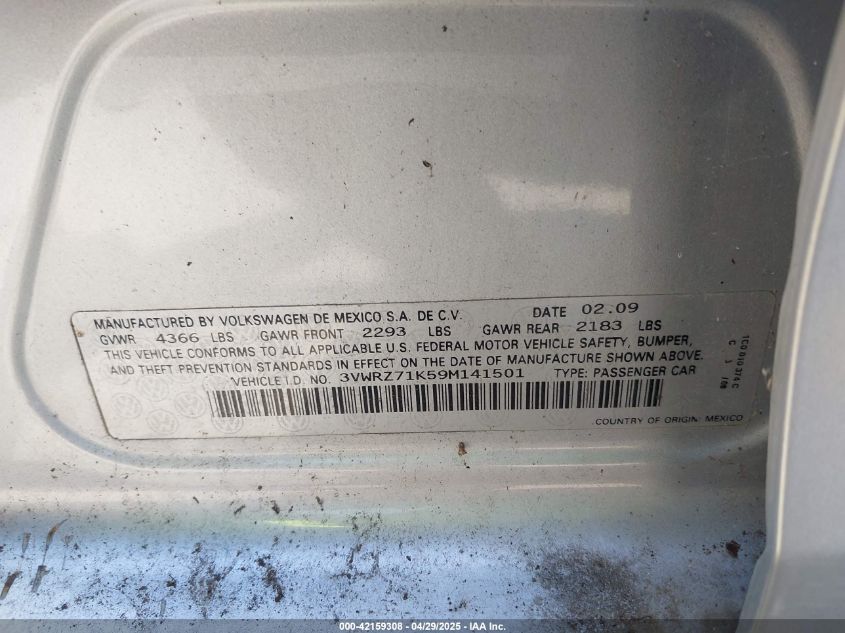 MANUFACTURED BY VOLKSWAGEN DE MEXICO S.A. DE C.V. DATE 02.09
GVWR 4366 LBS GAWR FRONT 2293 LBS GAWR REAR 2183 LBS
THIS VEHICLE CONFORMS TO ALL APPLICABLE U.S. FEDERAL MOTOR VEHICLE SAFETY, BUMPER,
AND THEFT PREVENTION STANDARDS IN EFFECT ON THE DATE OF MANUFACTURE SHOWN ABOVE.
VEHICLE I.D. NO. 3VWRZ71K59M141501 TYPE: PASSENGER CAR
COUNTRY OF ORIGIN: MEXICO
1C0 010 374 C
000-42159308 - 04/29/2025 - IAA Inc.